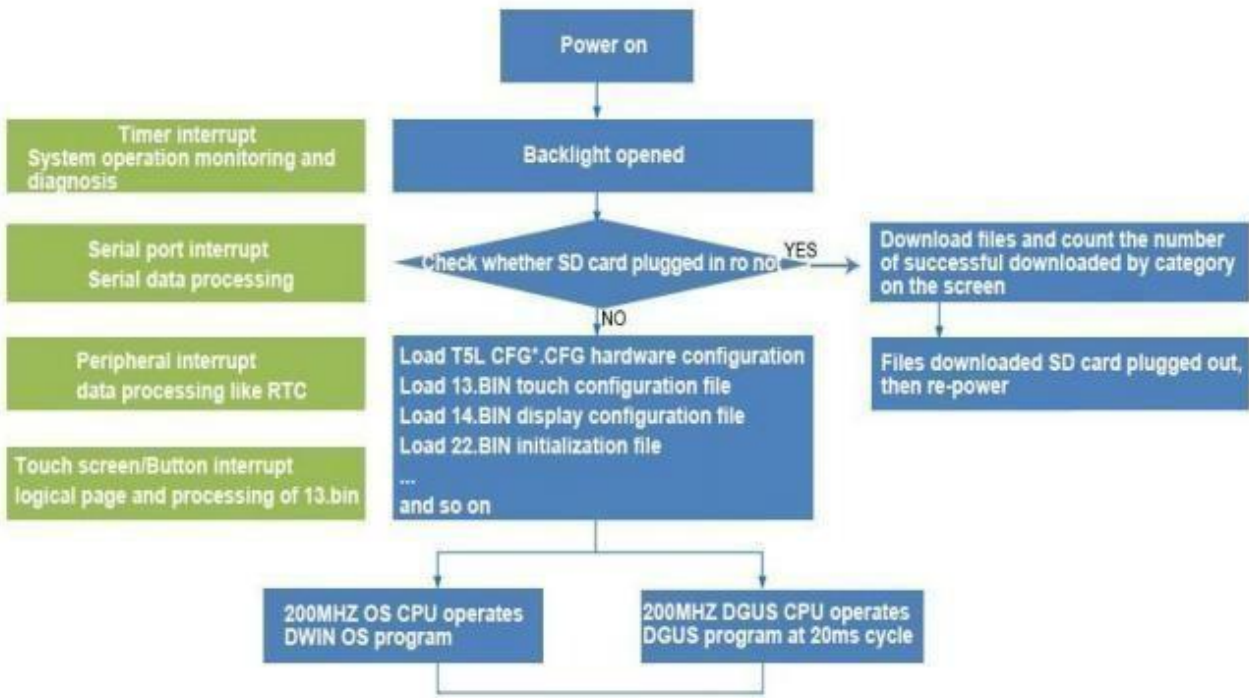 Power on
Timer interrupt
System operation monitoring and
diagnosis
Backlight opened
Serial port interrupt
Serial data processing
Check whether SD card plugged in ro no
YES
Download files and count the number
of successful downloaded by category
on the screen
NO
Peripheral interrupt
data processing like RTC
Load T5L CFG*.CFG hardware configuration
Load 13.BIN touch configuration file
Load 14.BIN display configuration file
Load 22.BIN initialization file
...
and so on
Files downloaded SD card plugged out,
then re-power
Touch screen/Button interrupt
logical page and processing of 13.bin
200MHZ OS CPU operates
DWIN OS program
200MHZ DGUS CPU operates
DGUS program at 20ms cycle